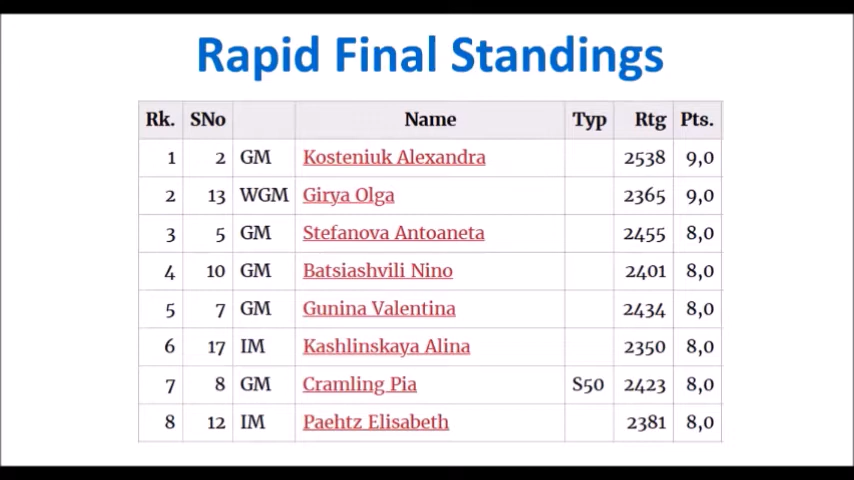 Rapid Final Standings
Rk. SNo Name Typ Rtg Pts.
1 2 GM Kosteniuk Alexandra 2538 9,0
2 13 WGM Girya Olga 2365 9,0
3 5 GM Stefanova Antoaneta 2455 8,0
4 10 GM Batsiashvili Nino 2401 8,0
5 7 GM Gunina Valentina 2434 8,0
6 17 IM Kashlinskaya Alina 2350 8,0
7 8 GM Cramling Pia S50 2423 8,0
8 12 IM Paehtz Elisabeth 2381 8,0